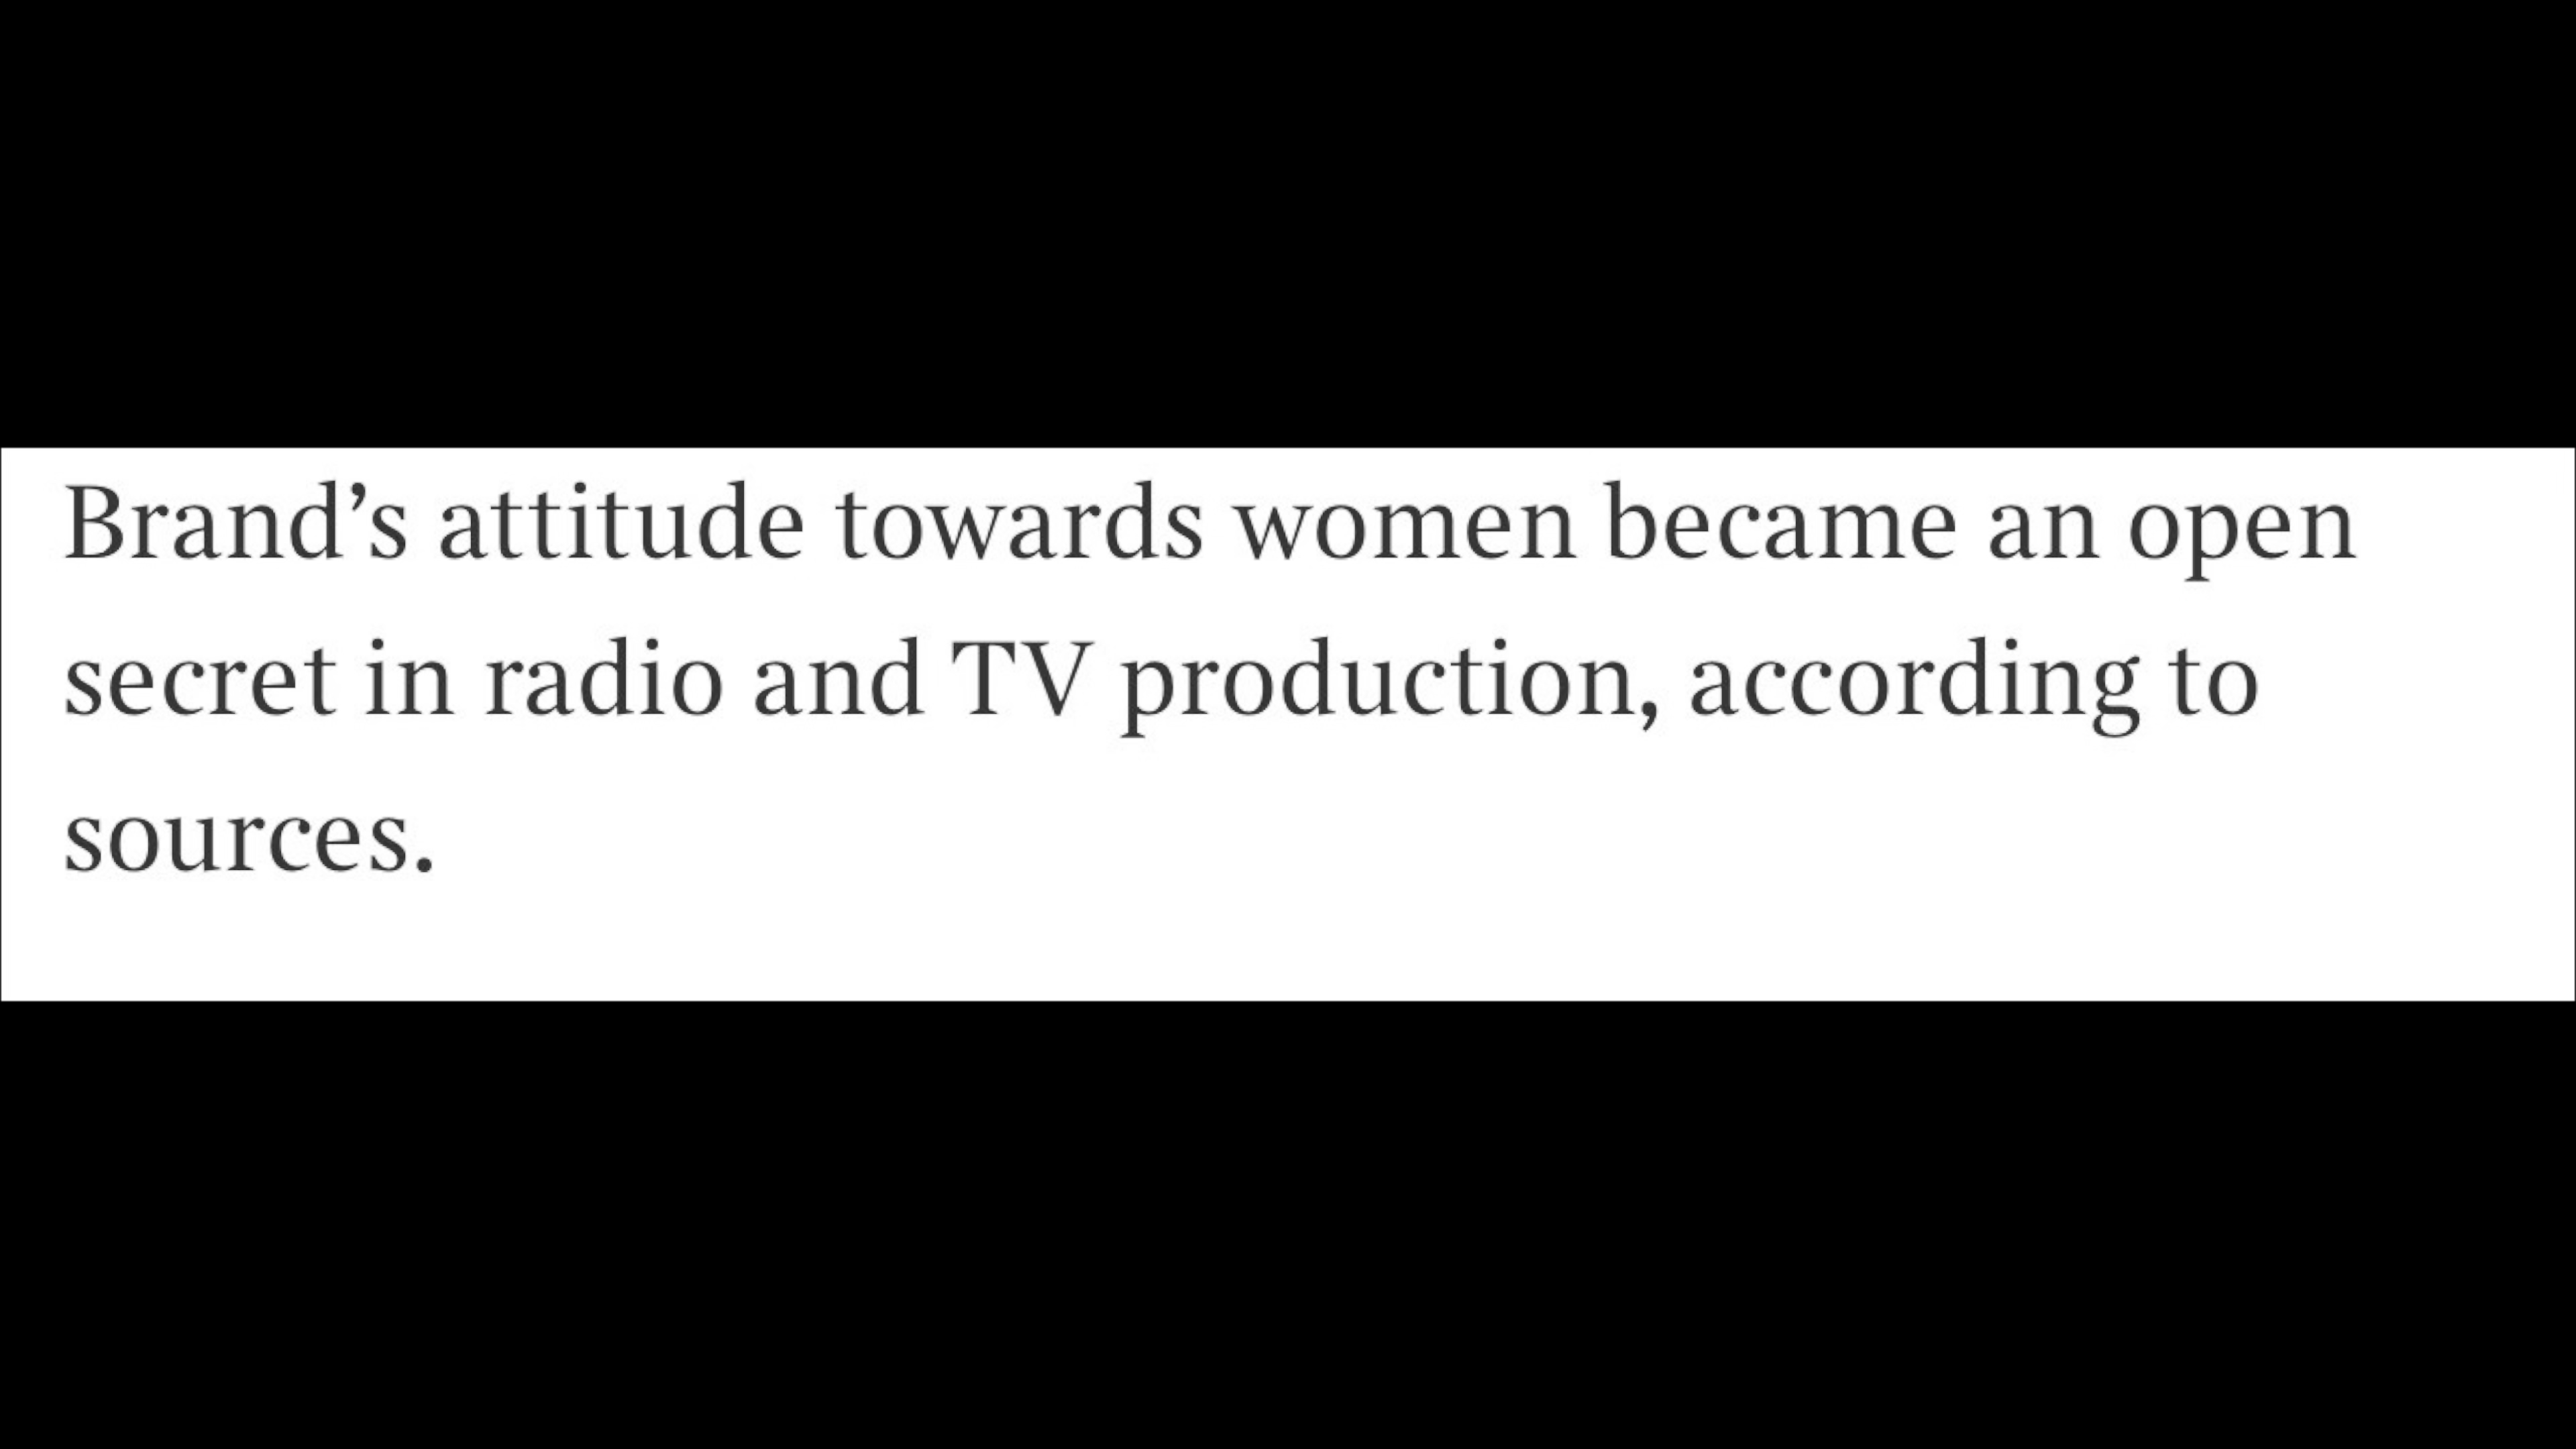 Brand’s attitude towards women became an open
secret in radio and TV production, according to
sources.